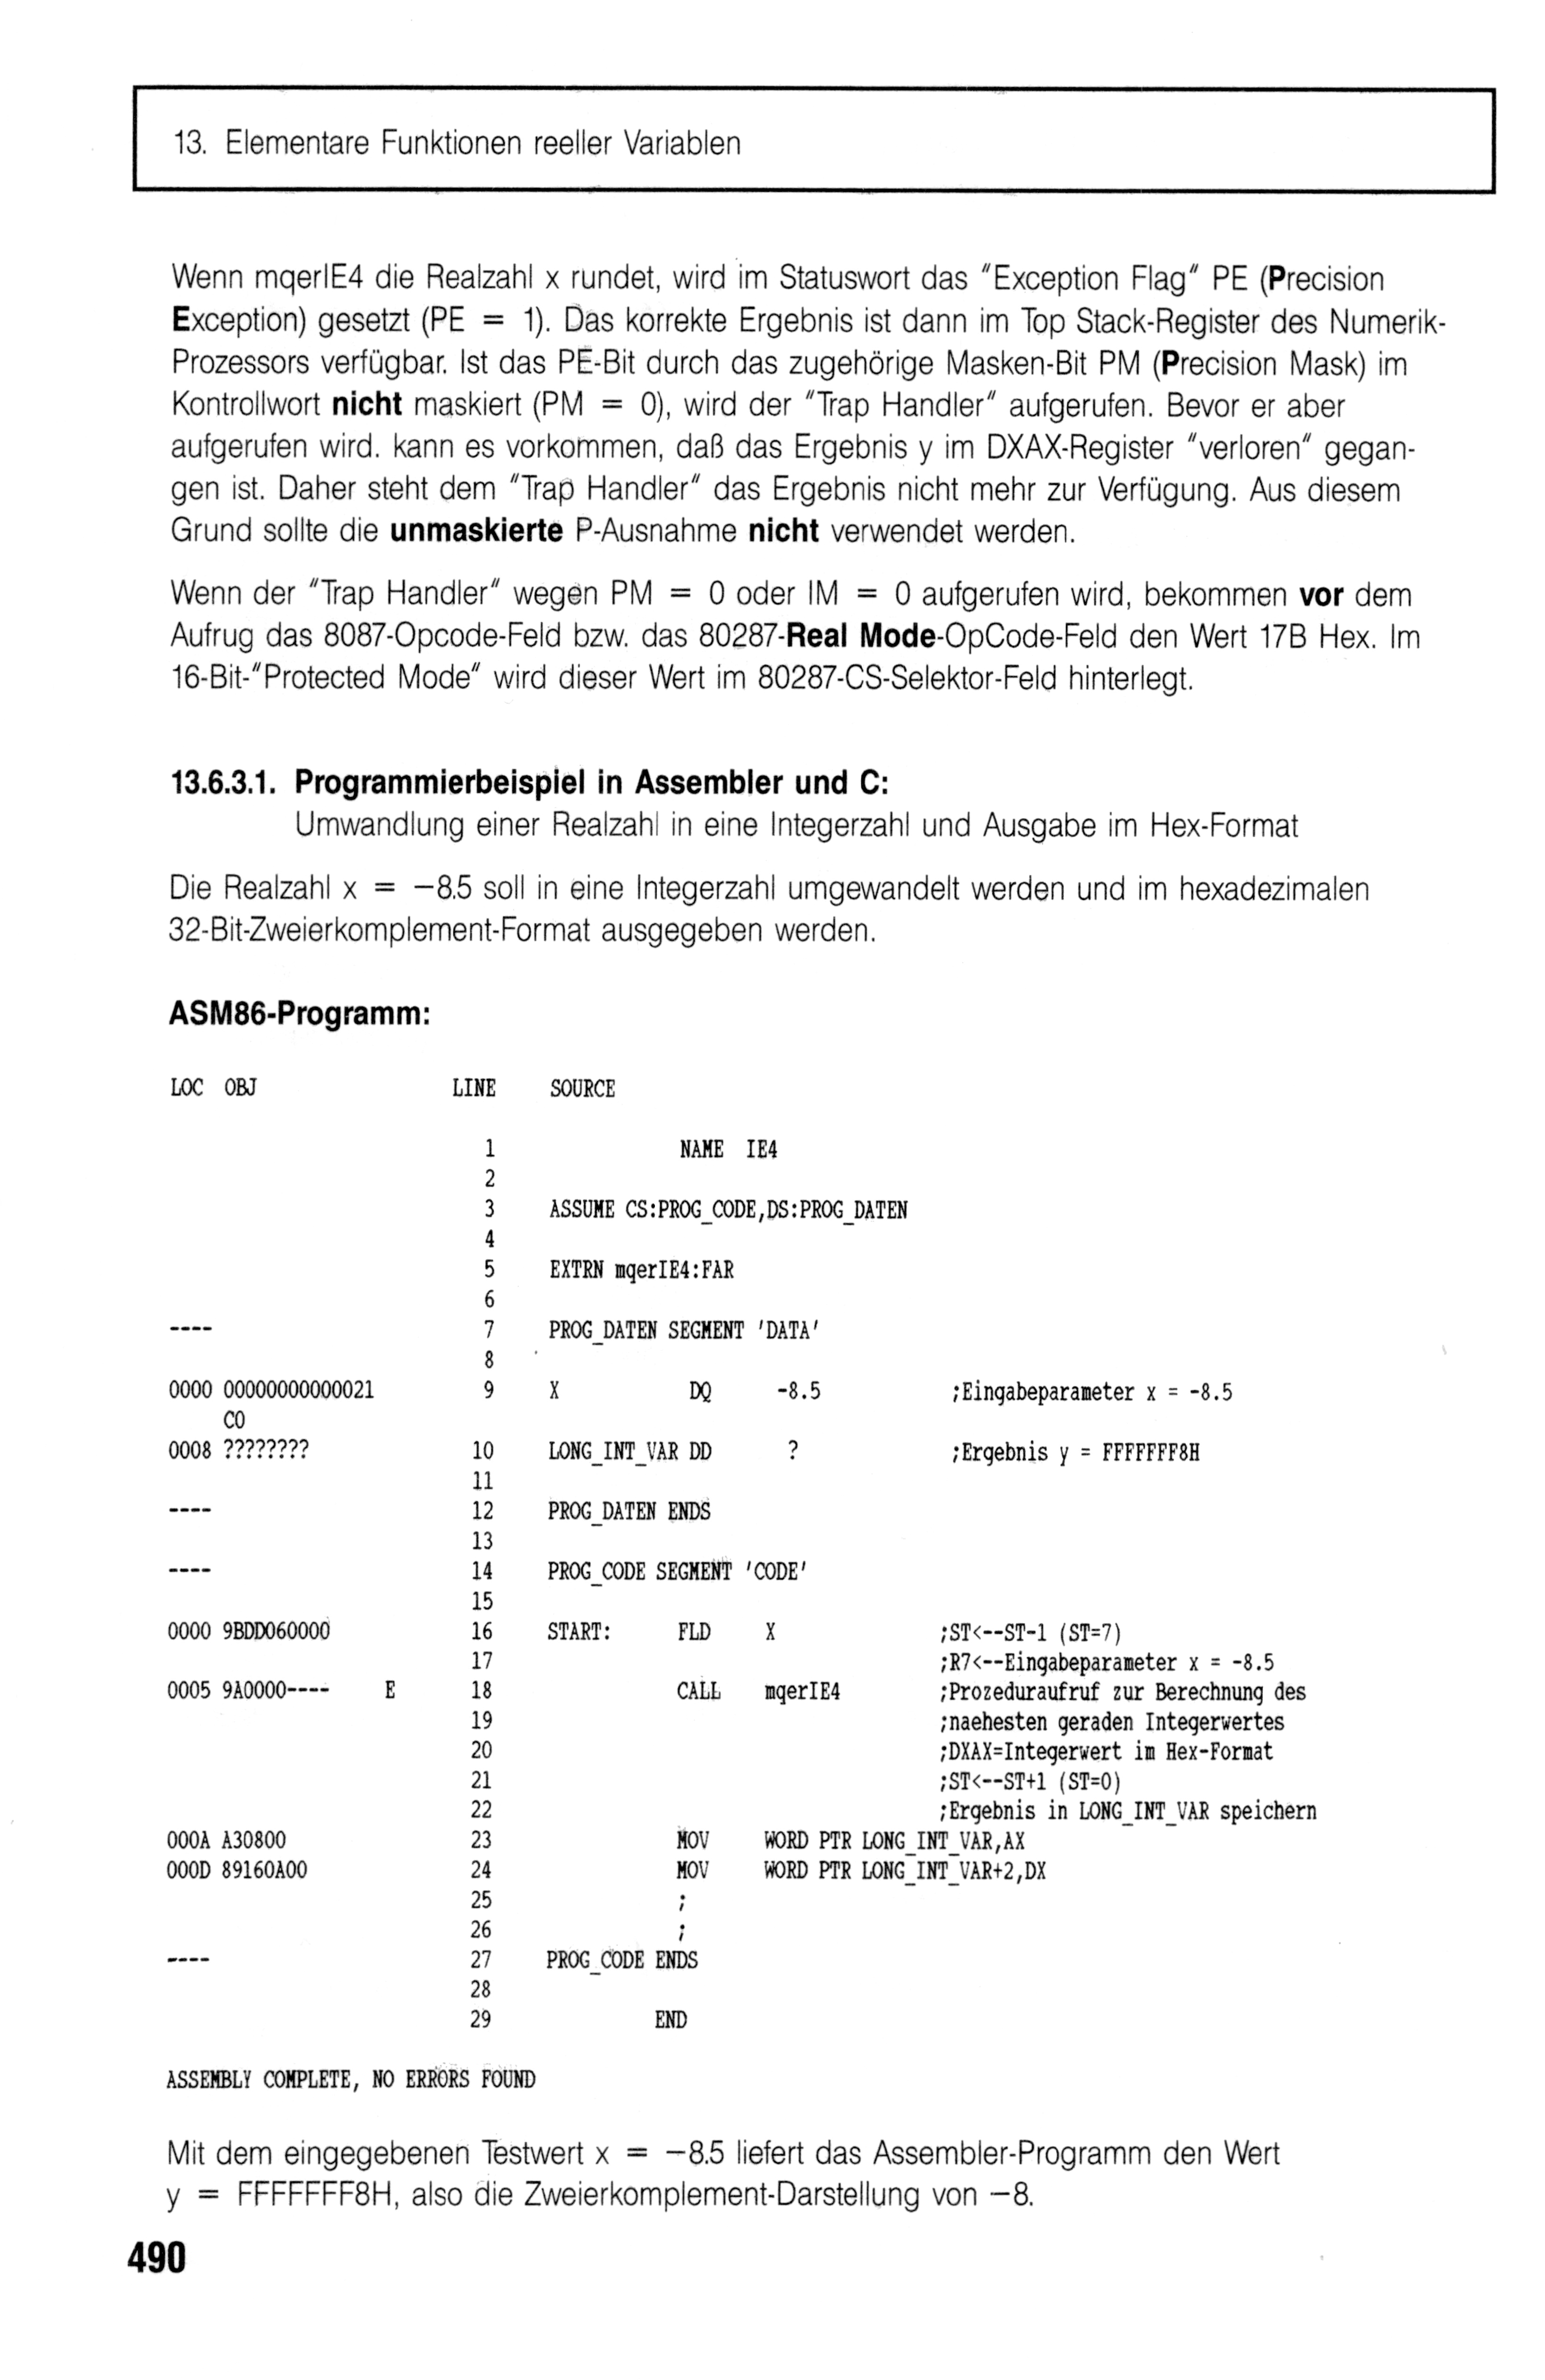 13. Elementare Funktionen reeller Variablen
Wenn mqerIE4 die Realzahl x rundet, wird im Statuswort das "Exception Flag" PE (Precision
Exception) gesetzt (PE = 1). Das korrekte Ergebnis ist dann im Top Stack-Register des Numerik-
Prozessors verfügbar. Ist das PE-Bit durch das zugehörige Masken-Bit PM (Precision Mask) im
Kontrollwort nicht maskiert (PM = 0), wird der "Trap Handler" aufgerufen. Bevor er aber
aufgerufen wird. kann es vorkommen, daß das Ergebnis y im DXAX-Register "verloren" gegan-
gen ist. Daher steht dem "Trap Handler" das Ergebnis nicht mehr zur Verfügung. Aus diesem
Grund sollte die unmaskierte P-Ausnahme nicht verwendet werden.
Wenn der "Trap Handler" wegen PM = 0 oder IM = 0 aufgerufen wird, bekommen vor dem
Aufrug das 8087-Opcode-Feld bzw. das 80287-Real Mode-OpCode-Feld den Wert 17B Hex. Im
16-Bit-"Protected Mode" wird dieser Wert im 80287-CS-Selektor-Feld hinterlegt.
13.6.3.1. Programmierbeispiel in Assembler und C:
Umwandlung einer Realzahl in eine Integerzahl und Ausgabe im Hex-Format
Die Realzahl x = −8.5 soll in eine Integerzahl umgewandelt werden und im hexadezimalen
32-Bit-Zweierkomplement-Format ausgegeben werden.
ASM86-Programm:
LOC OBJ LINE SOURCE
1 NAME IE4
2
3 ASSUME CS:PROG_CODE,DS:PROG_DATEN
4
5 EXTRN mqerIE4:FAR
6
---- 7 PROG_DATEN SEGMENT 'DATA'
8
0000 00000000000021 9 X DQ -8.5 ;Eingabeparameter x = -8.5
C0
0008 ???????? 10 LONG_INT_VAR DD ? ;Ergebnis y = FFFFFFF8H
11
---- 12 PROG_DATEN ENDS
13
---- 14 PROG_CODE SEGMENT 'CODE'
15
0000 9BDD060000 16 START: FLD X ;ST<--ST-1 (ST=7)
17 ;R7<--Eingabeparameter x = -8.5
0005 9A0000---- E 18 CALL mqerIE4 ;Prozeduraufruf zur Berechnung des
19 ;naehesten geraden Integerwertes
20 ;DXAX=Integerwert im Hex-Format
21 ;ST<--ST+1 (ST=0)
22 ;Ergebnis in LONG_INT_VAR speichern
000A A30800 23 MOV WORD PTR LONG_INT_VAR,AX
000D 89160A00 24 MOV WORD PTR LONG_INT_VAR+2,DX
25 ;
26 ;
---- 27 PROG_CODE ENDS
28
29 END
ASSEMBLY COMPLETE, NO ERRORS FOUND
Mit dem eingegebenen Testwert x = −8.5 liefert das Assembler-Programm den Wert
y = FFFFFFF8H, also die Zweierkomplement-Darstellung von −8.
490